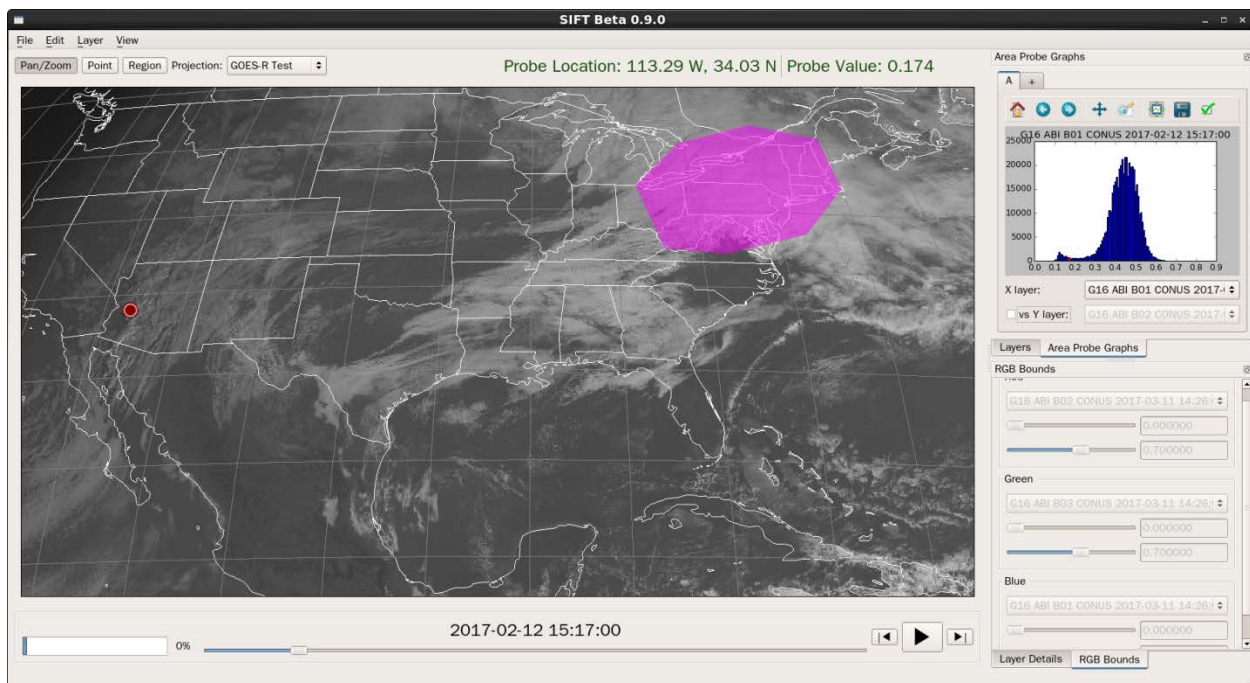 SIFT Beta 0.9.0
File Edit Layer View
Pan/Zoom Point Region Projection: GOES-R Test
Probe Location: 113.29 W, 34.03 N Probe Value: 0.174
2017-02-12 15:17:00
0%
Area Probe Graphs
A +
G16 ABI B01 CONUS 2017-02-12 15:17:00
25000
20000
15000
10000
5000
0
0.0 0.1 0.2 0.3 0.4 0.5 0.6 0.7 0.8 0.9
X layer: G16 ABI B01 CONUS 2017-
vs Y layer: G16 ABI B02 CONUS 2017-
Layers Area Probe Graphs
RGB Bounds
G16 ABI B02 CONUS 2017-03-11 14:26:
0.000000
0.700000
Green
G16 ABI B03 CONUS 2017-03-11 14:26:
0.000000
0.700000
Blue
G16 ABI B01 CONUS 2017-03-11 14:26:
0.000000
Layer Details RGB Bounds